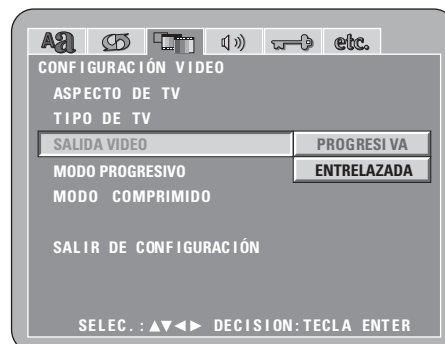 Aa etc.
CONFIGURACIÓN VIDEO
ASPECTO DE TV
TIPO DE TV
SALIDA VIDEO PROGRESIVA
MODO PROGRESIVO ENTRELAZADA
MODO COMPRIMIDO
SALIR DE CONFIGURACIÓN
SELEC.:▲▼◄► DECISION:TECLA ENTER